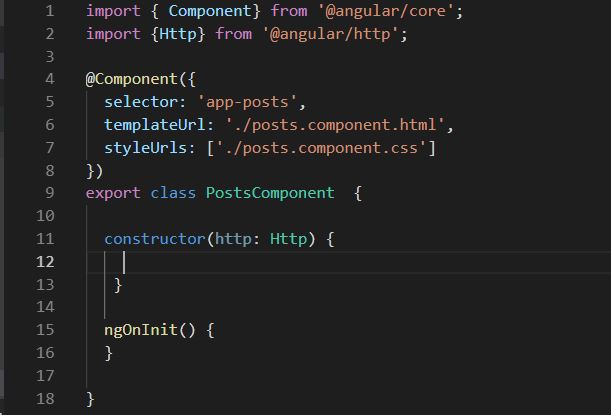 1 import { Component} from '@angular/core';
2 import {Http} from '@angular/http';
3
4 @Component({
5   selector: 'app-posts',
6   templateUrl: './posts.component.html',
7   styleUrls: ['./posts.component.css']
8 })
9 export class PostsComponent  {
10
11   constructor(http: Http) {
12
13    }
14
15   ngOnInit() {
16   }
17
18 }